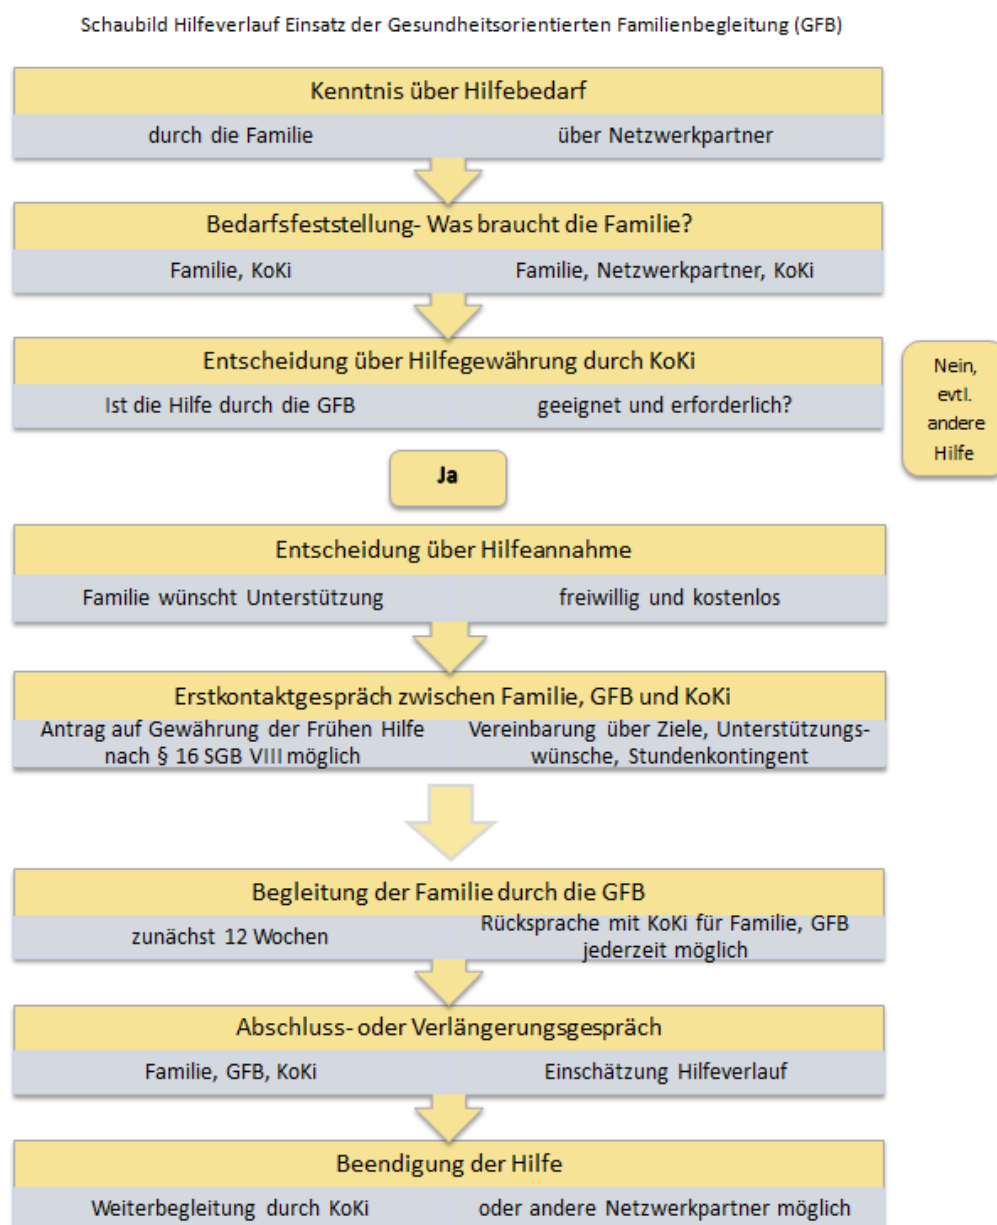 Schaubild Hilfeverlauf Einsatz der Gesundheitsorientierten Familienbegleitung (GFB)
Kenntnis über Hilfebedarf
durch die Familie
über Netzwerkpartner
Bedarfsfeststellung- Was braucht die Familie?
Familie, KoKi
Familie, Netzwerkpartner, KoKi
Entscheidung über Hilfegewährung durch KoKi
Ist die Hilfe durch die GFB
geeignet und erforderlich?
Nein,
evtl.
andere
Hilfe
Ja
Entscheidung über Hilfeannahme
Familie wünscht Unterstützung
freiwillig und kostenlos
Erstkontaktgespräch zwischen Familie, GFB und KoKi
Antrag auf Gewährung der Frühen Hilfe
nach § 16 SGB VIII möglich
Vereinbarung über Ziele, Unterstützungs-
wünsche, Stundenkontingent
Begleitung der Familie durch die GFB
zunächst 12 Wochen
Rücksprache mit KoKi für Familie, GFB
jederzeit möglich
Abschluss- oder Verlängerungsgespräch
Familie, GFB, KoKi
Einschätzung Hilfeverlauf
Beendigung der Hilfe
Weiterbegleitung durch KoKi
oder andere Netzwerkpartner möglich